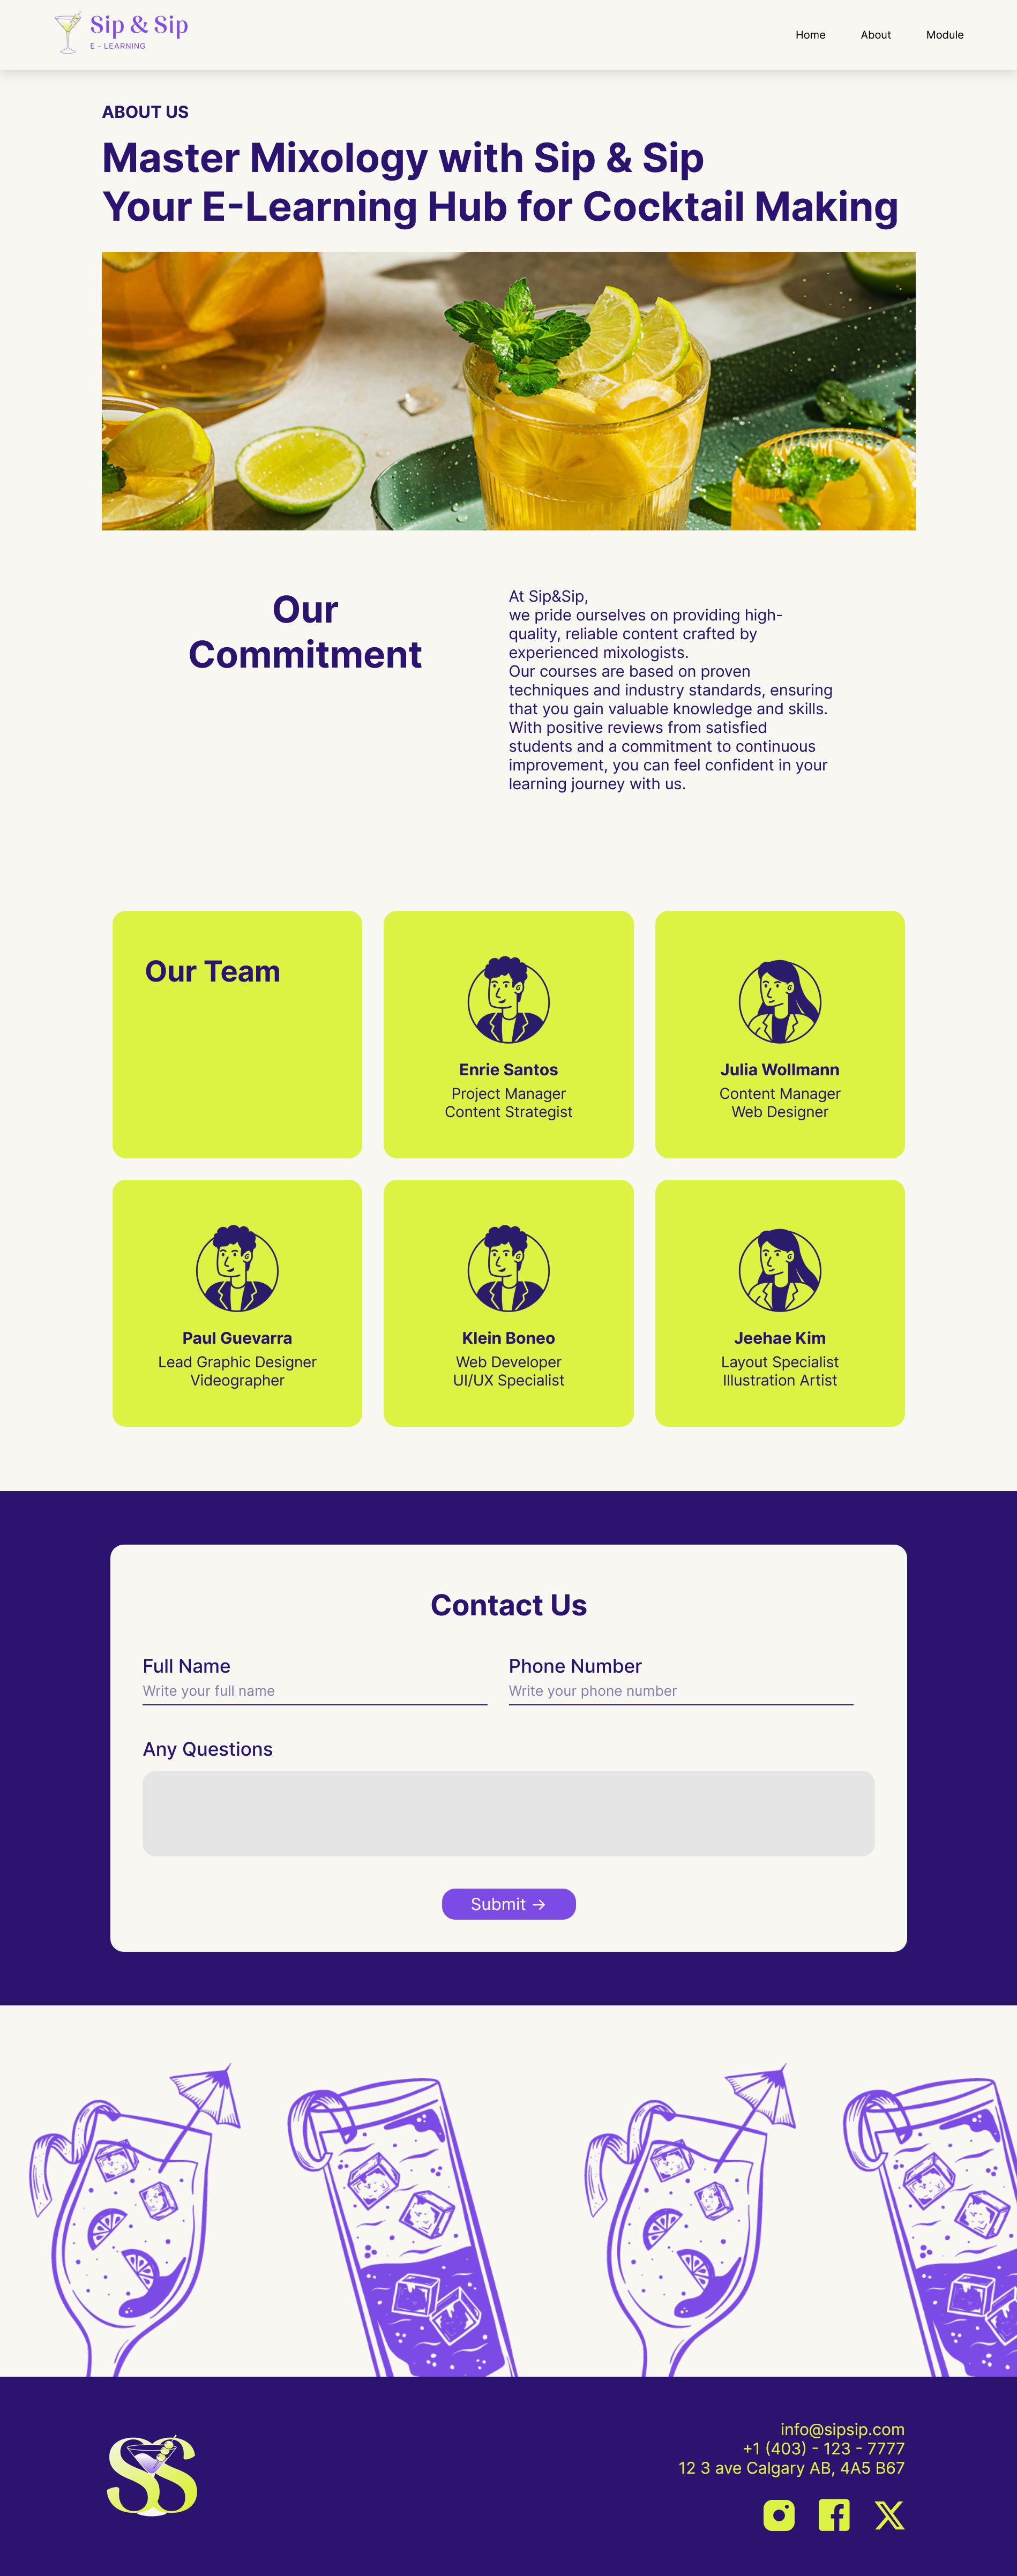 Sip & Sip
E - LEARNING
Home
About
Module
ABOUT US
Master Mixology with Sip & Sip
Your E-Learning Hub for Cocktail Making
Our
Commitment
At Sip&Sip,
we pride ourselves on providing high-
quality, reliable content crafted by
experienced mixologists.
Our courses are based on proven
techniques and industry standards, ensuring
that you gain valuable knowledge and skills.
With positive reviews from satisfied
students and a commitment to continuous
improvement, you can feel confident in your
learning journey with us.
Our Team
Enrie Santos
Project Manager
Content Strategist
Julia Wollmann
Content Manager
Web Designer
Paul Guevarra
Lead Graphic Designer
Videographer
Klein Boneo
Web Developer
UI/UX Specialist
Jeehae Kim
Layout Specialist
Illustration Artist
Contact Us
Full Name
Write your full name
Phone Number
Write your phone number
Any Questions
Submit →
SS
info@sipsip.com
+1 (403) - 123 - 7777
12 3 ave Calgary AB, 4A5 B67